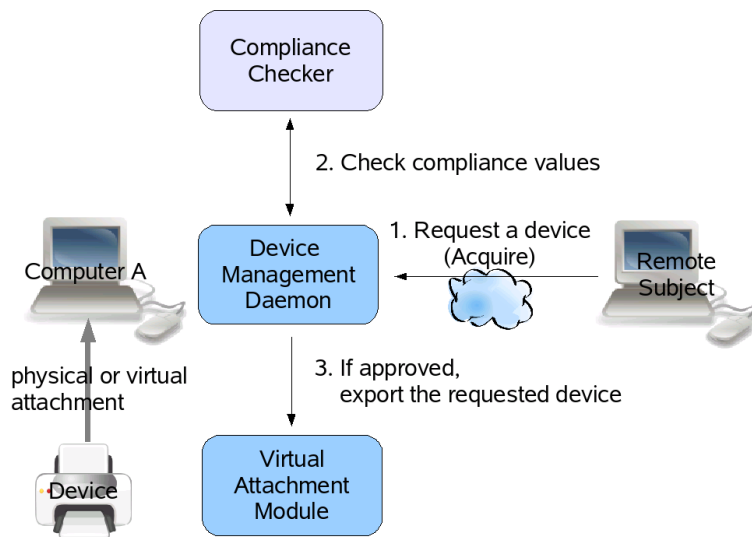 Compliance
Checker
2. Check compliance values
1. Request a device
(Acquire)
Device
Management
Daemon
Computer A
Remote
Subject
3. If approved,
export the requested device
physical or virtual
attachment
Device
Virtual
Attachment
Module